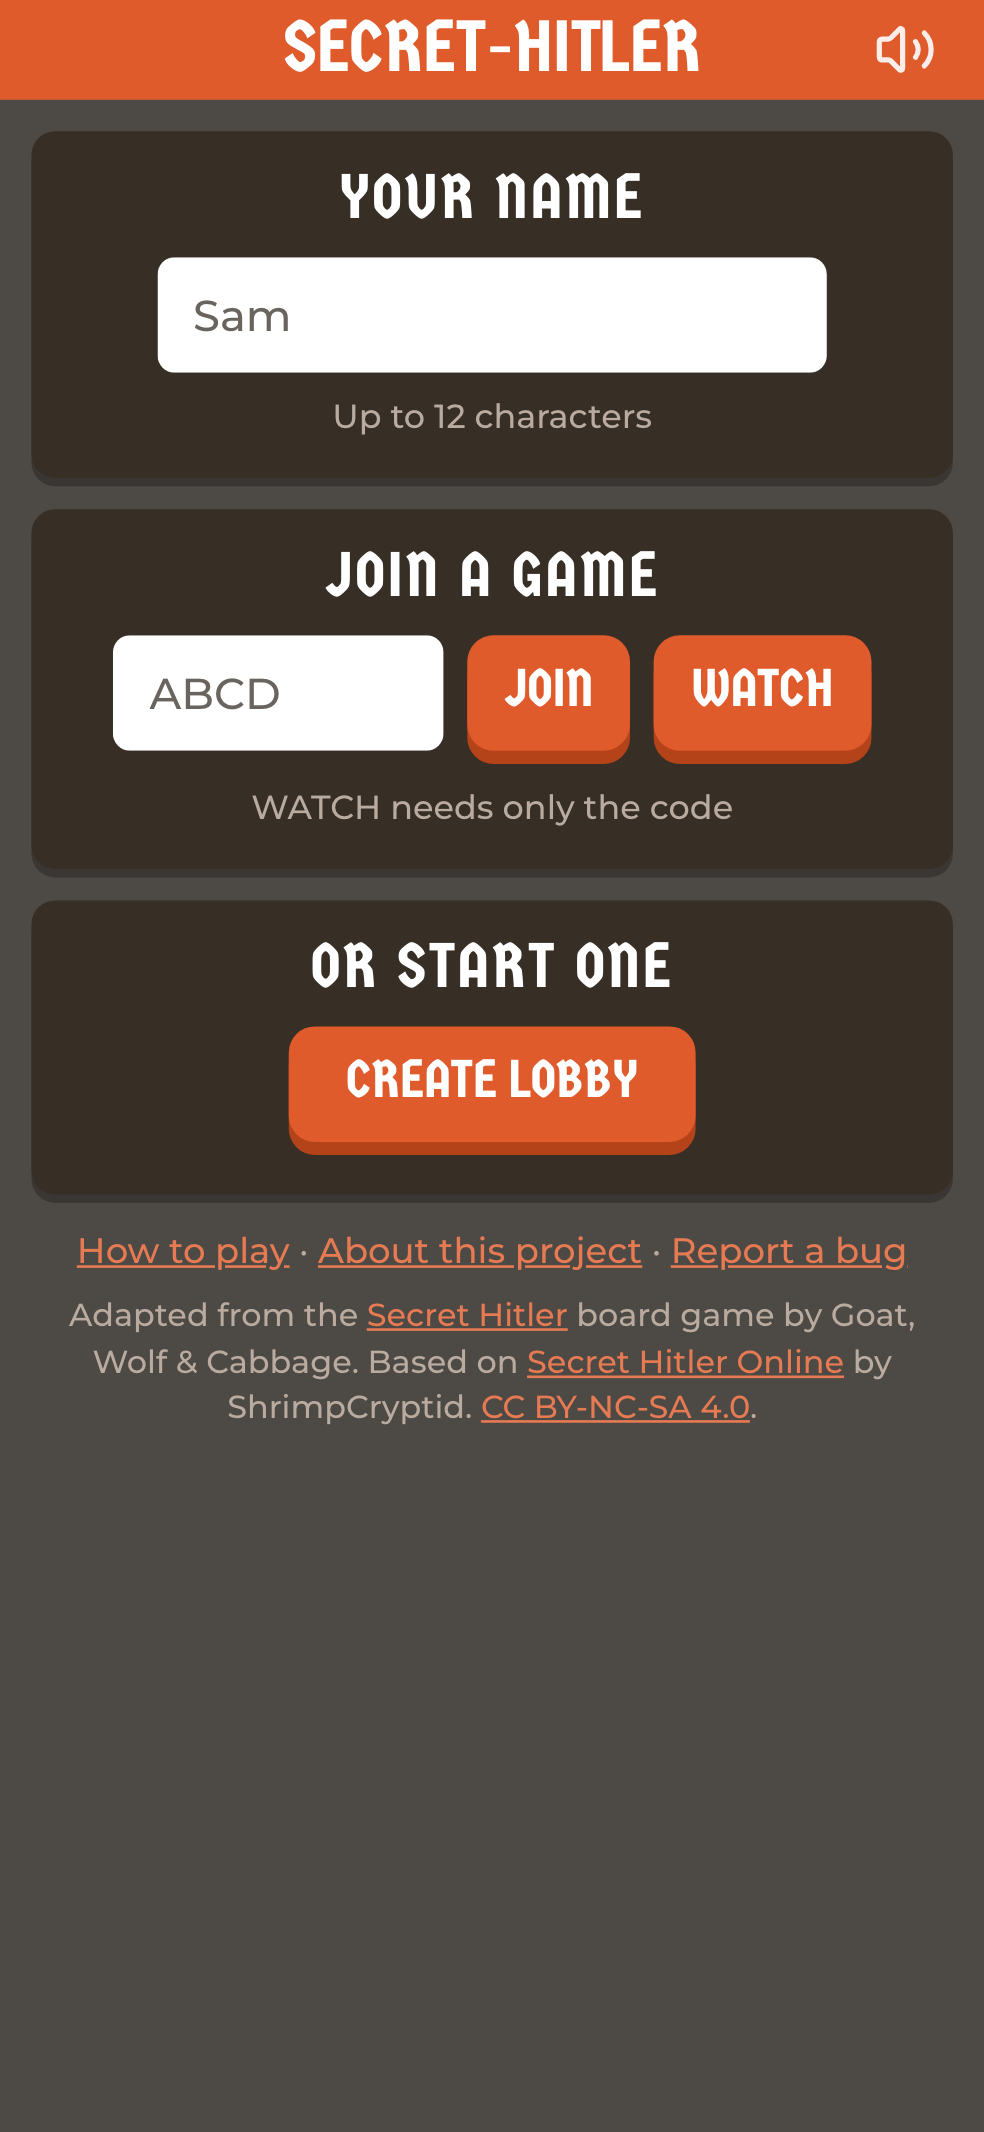 SECRET-HITLER
YOUR NAME
Sam
Up to 12 characters
JOIN A GAME
ABCD
JOIN
WATCH
WATCH needs only the code
OR START ONE
CREATE LOBBY
How to play · About this project · Report a bug
Adapted from the Secret Hitler board game by Goat,
Wolf & Cabbage. Based on Secret Hitler Online by
ShrimpCryptid. CC BY-NC-SA 4.0.